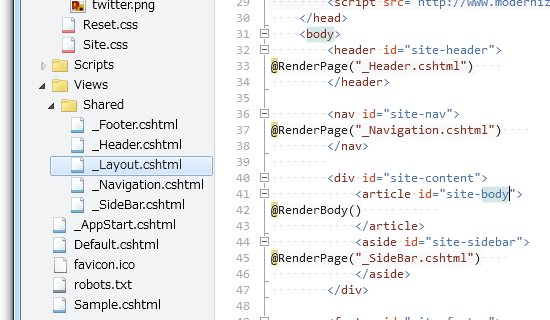 twitter.png
Reset.css
Site.css
Scripts
Views
Shared
_Footer.cshtml
_Header.cshtml
_Layout.cshtml
_Navigation.cshtml
_SideBar.cshtml
_AppStart.cshtml
Default.cshtml
favicon.ico
robots.txt
Sample.cshtml
29 <script src="http://www.moderniz
30 </head>
31 <body>
32 <header id="site-header">
33 @RenderPage("_Header.cshtml")
34 </header>
35
36 <nav id="site-nav">
37 @RenderPage("_Navigation.cshtml")
38 </nav>
39
40 <div id="site-content">
41 <article id="site-body">
42 @RenderBody()
43 </article>
44 <aside id="site-sidebar">
45 @RenderPage("_SideBar.cshtml")
46 </aside>
47 </div>
48